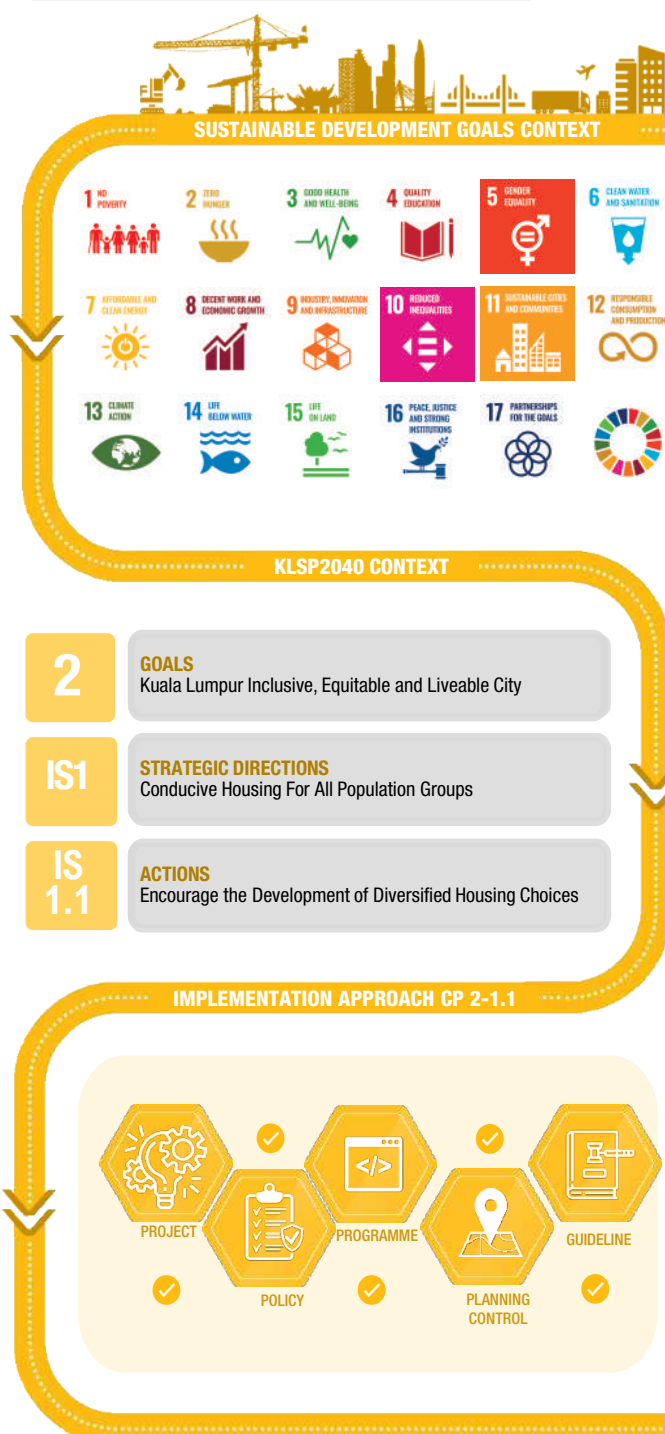 SUSTAINABLE DEVELOPMENT GOALS CONTEXT
1 NO
POVERTY
2 ZERO
HUNGER
3 GOOD HEALTH
AND WELL-BEING
4 QUALITY
EDUCATION
5 GENDER
EQUALITY
6 CLEAN WATER
AND SANITATION
7 AFFORDABLE AND
CLEAN ENERGY
8 DECENT WORK AND
ECONOMIC GROWTH
9 INDUSTRY, INNOVATION
AND INFRASTRUCTURE
10 REDUCED
INEQUALITIES
11 SUSTAINABLE CITIES
AND COMMUNITIES
12 RESPONSIBLE
CONSUMPTION
AND PRODUCTION
13 CLIMATE
ACTION
14 LIFE
BELOW WATER
15 LIFE
ON LAND
16 PEACE, JUSTICE
AND STRONG
INSTITUTIONS
17 PARTNERSHIPS
FOR THE GOALS
KLSP2040 CONTEXT
2
GOALS
Kuala Lumpur Inclusive, Equitable and Liveable City
IS1
STRATEGIC DIRECTIONS
Conducive Housing For All Population Groups
IS
1.1
ACTIONS
Encourage the Development of Diversified Housing Choices
IMPLEMENTATION APPROACH CP 2-1.1
</>
PROJECT
PROGRAMME
GUIDELINE
POLICY
PLANNING
CONTROL